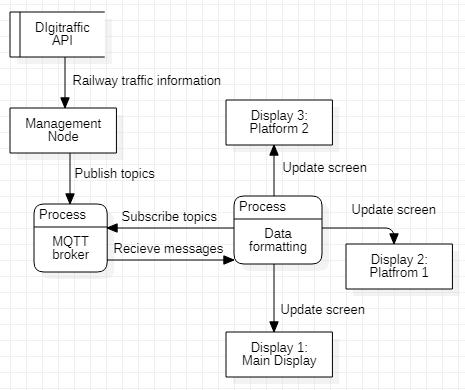 DIgitraffic
API
Railway traffic information
Management
Node
Display 3:
Platform 2
Publish topics
Update screen
Process
MQTT
broker
Subscribe topics
Recieve messages
Process
Data
formatting
Update screen
Display 2:
Platfrom 1
Update screen
Display 1:
Main Display